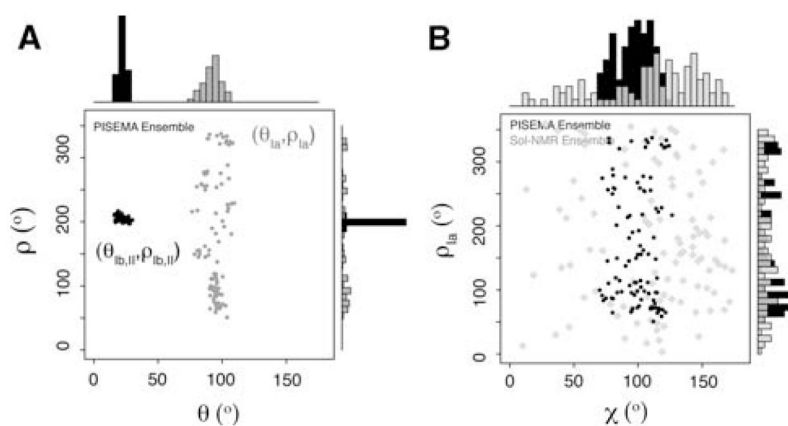 A
PISEMA Ensemble
(θIa,ρIa)
(θIb,II,ρIb,II)
ρ (º)
0 100 200 300
0 50 100 150
θ (º)
B
PISEMA Ensemble
Sol-NMR Ensemble
ρIa (º)
0 100 200 300
0 50 100 150
χ (º)